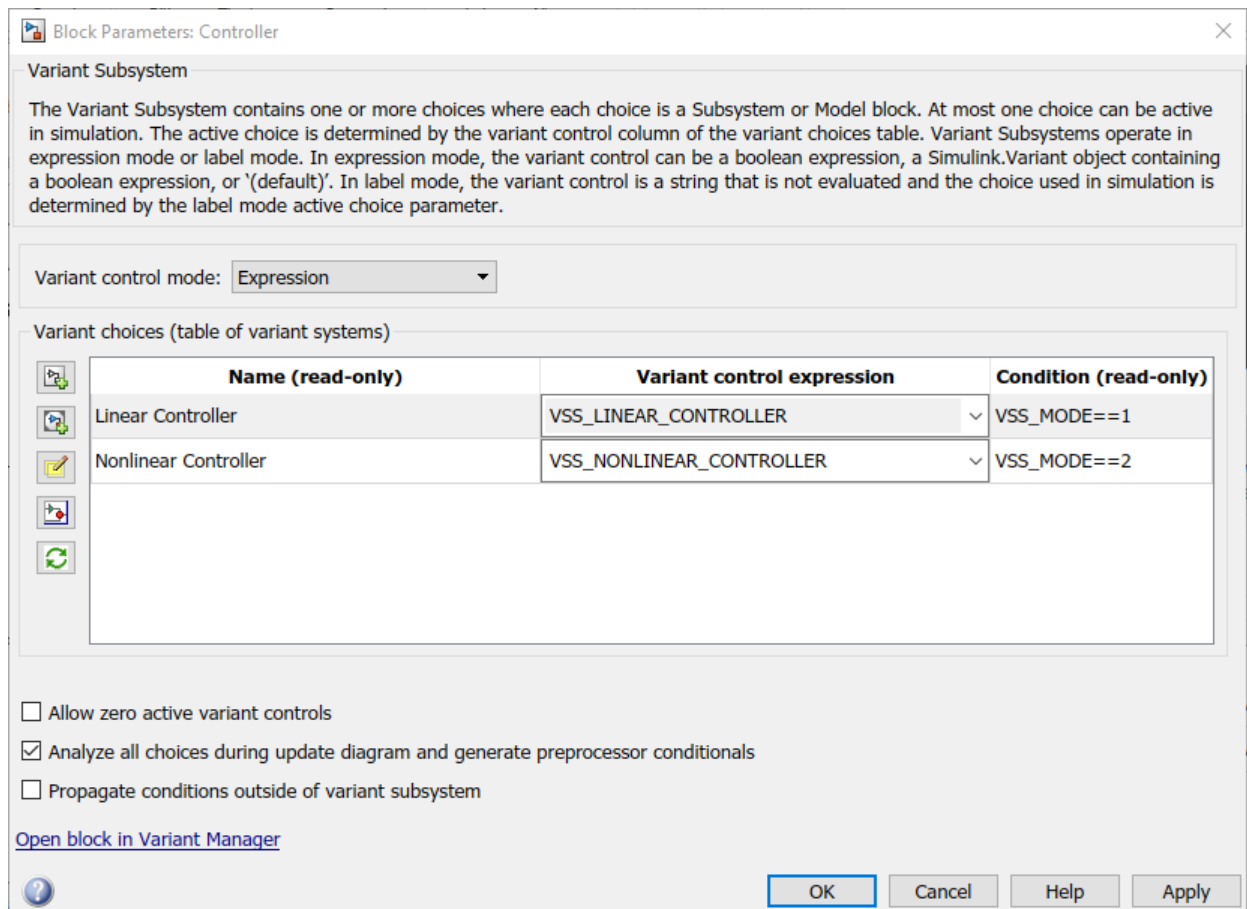 Block Parameters: Controller
Variant Subsystem
The Variant Subsystem contains one or more choices where each choice is a Subsystem or Model block. At most one choice can be active
in simulation. The active choice is determined by the variant control column of the variant choices table. Variant Subsystems operate in
expression mode or label mode. In expression mode, the variant control can be a boolean expression, a Simulink.Variant object containing
a boolean expression, or '(default)'. In label mode, the variant control is a string that is not evaluated and the choice used in simulation is
determined by the label mode active choice parameter.
Variant control mode: Expression
Variant choices (table of variant systems)
Name (read-only) Variant control expression Condition (read-only)
Linear Controller VSS_LINEAR_CONTROLLER VSS_MODE==1
Nonlinear Controller VSS_NONLINEAR_CONTROLLER VSS_MODE==2
Allow zero active variant controls
Analyze all choices during update diagram and generate preprocessor conditionals
Propagate conditions outside of variant subsystem
Open block in Variant Manager
OK Cancel Help Apply